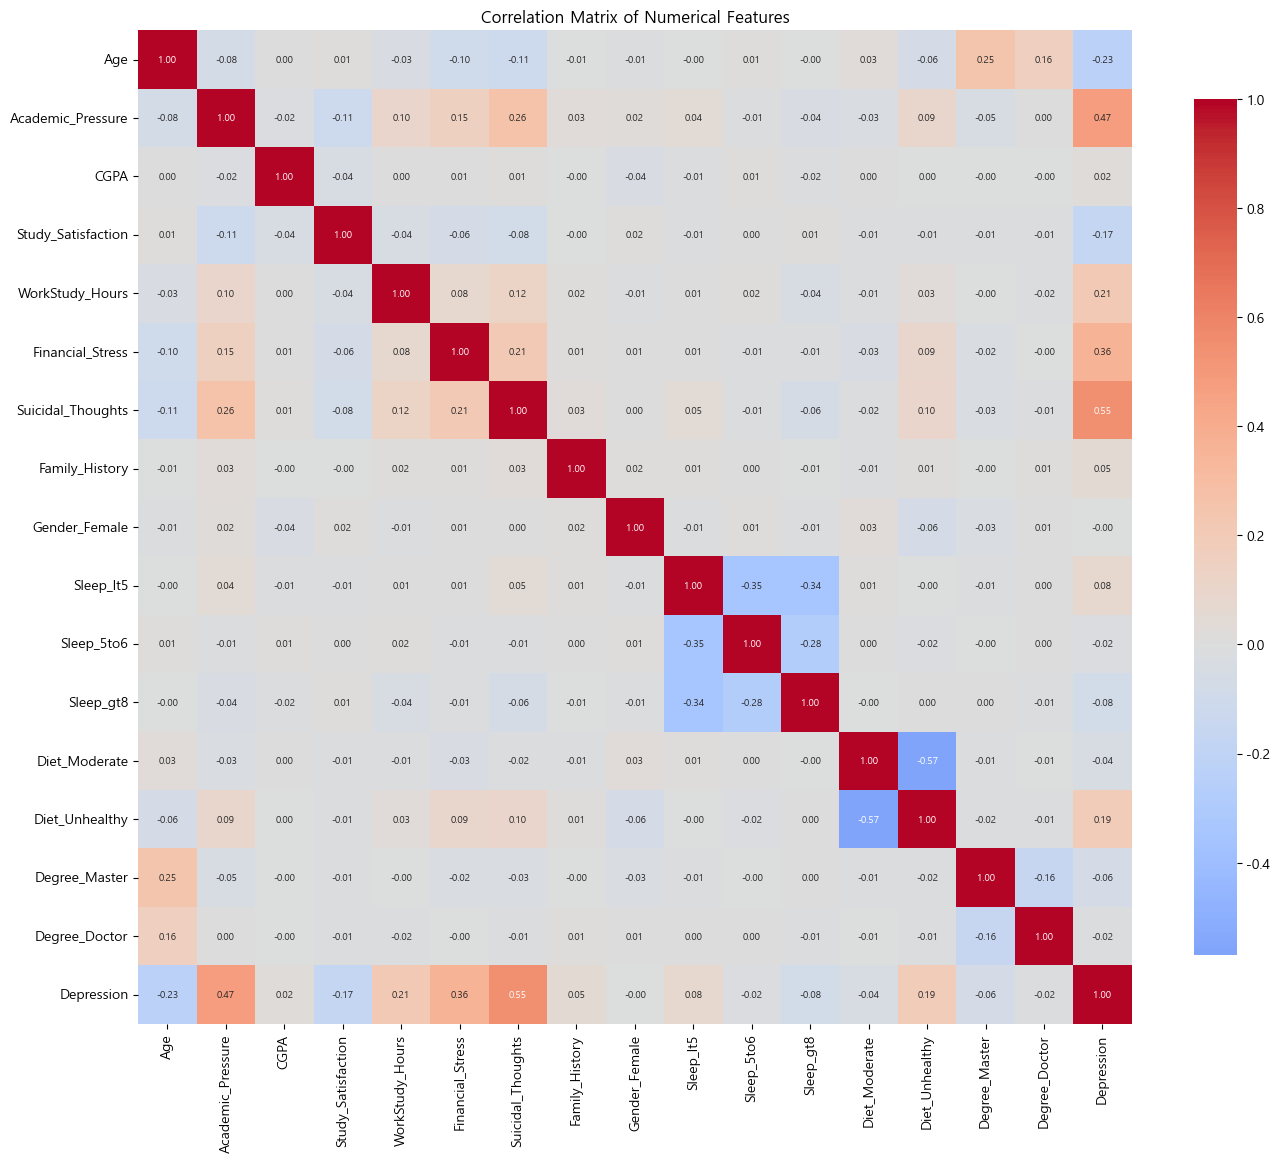 Correlation Matrix of Numerical Features
Age 1.00 -0.08 0.00 0.01 -0.03 -0.10 -0.11 -0.01 -0.01 -0.00 0.01 -0.00 0.03 -0.06 0.25 0.16 -0.23
1.0
Academic_Pressure -0.08 1.00 -0.02 -0.11 0.10 0.15 0.26 0.03 0.02 0.04 -0.01 -0.04 -0.03 0.09 -0.05 0.00 0.47
CGPA 0.00 -0.02 1.00 -0.04 0.00 0.01 0.01 -0.00 -0.04 -0.01 0.01 -0.02 0.00 0.00 -0.00 -0.00 0.02
0.8
Study_Satisfaction 0.01 -0.11 -0.04 1.00 -0.04 -0.06 -0.08 -0.00 0.02 -0.01 0.00 0.01 -0.01 -0.01 -0.01 -0.01 -0.17
WorkStudy_Hours -0.03 0.10 0.00 -0.04 1.00 0.08 0.12 0.02 -0.01 0.01 0.02 -0.04 -0.01 0.03 -0.00 -0.02 0.21
0.6
Financial_Stress -0.10 0.15 0.01 -0.06 0.08 1.00 0.21 0.01 0.01 0.01 -0.01 -0.01 -0.03 0.09 -0.02 -0.00 0.36
Suicidal_Thoughts -0.11 0.26 0.01 -0.08 0.12 0.21 1.00 0.03 0.00 0.05 -0.01 -0.06 -0.02 0.10 -0.03 -0.01 0.55
0.4
Family_History -0.01 0.03 -0.00 -0.00 0.02 0.01 0.03 1.00 0.02 0.01 0.00 -0.01 -0.01 0.01 -0.00 0.01 0.05
Gender_Female -0.01 0.02 -0.04 0.02 -0.01 0.01 0.00 0.02 1.00 -0.01 0.01 -0.01 0.03 -0.06 -0.03 0.01 -0.00
0.2
Sleep_lt5 -0.00 0.04 -0.01 -0.01 0.01 0.01 0.05 0.01 -0.01 1.00 -0.35 -0.34 0.01 -0.00 -0.01 0.00 0.08
Sleep_5to6 0.01 -0.01 0.01 0.00 0.02 -0.01 -0.01 0.00 0.01 -0.35 1.00 -0.28 0.00 -0.02 -0.00 0.00 -0.02
0.0
Sleep_gt8 -0.00 -0.04 -0.02 0.01 -0.04 -0.01 -0.06 -0.01 -0.01 -0.34 -0.28 1.00 -0.00 0.00 0.00 -0.01 -0.08
Diet_Moderate 0.03 -0.03 0.00 -0.01 -0.01 -0.03 -0.02 -0.01 0.03 0.01 0.00 -0.00 1.00 -0.57 -0.01 -0.01 -0.04
-0.2
Diet_Unhealthy -0.06 0.09 0.00 -0.01 0.03 0.09 0.10 0.01 -0.06 -0.00 -0.02 0.00 -0.57 1.00 -0.02 -0.01 0.19
-0.4
Degree_Master 0.25 -0.05 -0.00 -0.01 -0.00 -0.02 -0.03 -0.00 -0.03 -0.01 -0.00 0.00 -0.01 -0.02 1.00 -0.16 -0.06
Degree_Doctor 0.16 0.00 -0.00 -0.01 -0.02 -0.00 -0.01 0.01 0.01 0.00 0.00 -0.01 -0.01 -0.01 -0.16 1.00 -0.02
Depression -0.23 0.47 0.02 -0.17 0.21 0.36 0.55 0.05 -0.00 0.08 -0.02 -0.08 -0.04 0.19 -0.06 -0.02 1.00
Age
Academic_Pressure
CGPA
Study_Satisfaction
WorkStudy_Hours
Financial_Stress
Suicidal_Thoughts
Family_History
Gender_Female
Sleep_lt5
Sleep_5to6
Sleep_gt8
Diet_Moderate
Diet_Unhealthy
Degree_Master
Degree_Doctor
Depression